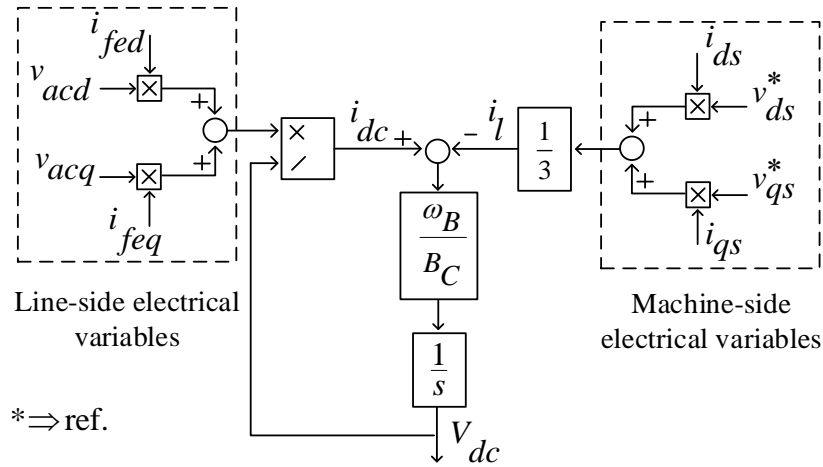 i_fed
v_acd
×
+
v_acq
×
+
i_feq
Line-side electrical
variables
×
/
i_dc
+
-
i_l
1/3
ω_B/B_C
1/s
V_dc
i_ds
×
v*_ds
+
+
×
v*_qs
i_qs
Machine-side
electrical variables
*⇒ref.